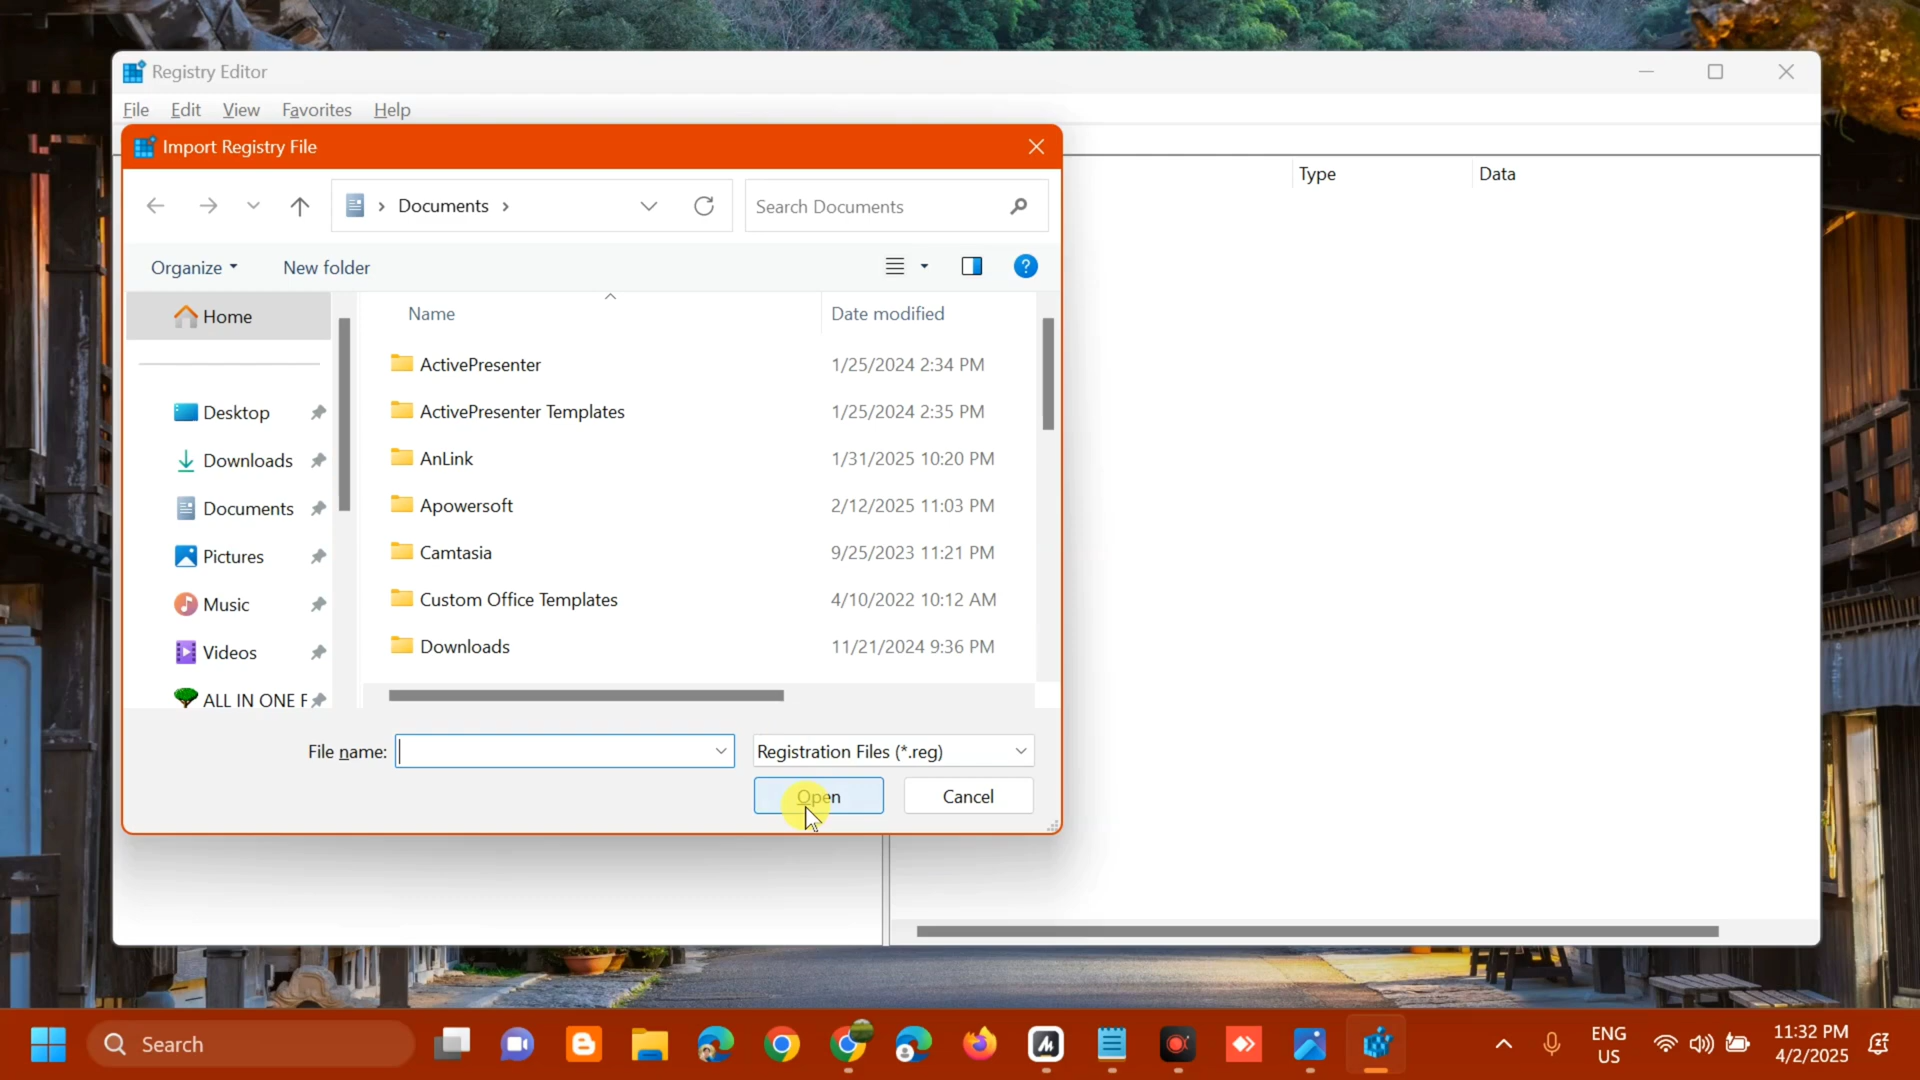 Registry Editor
File Edit View Favorites Help
Import Registry File
Type Data
Documents
Search Documents
Organize New folder
Home
Name Date modified
ActivePresenter 1/25/2024 2:34 PM
Desktop
ActivePresenter Templates 1/25/2024 2:35 PM
Downloads
AnLink 1/31/2025 10:20 PM
Documents
Apowersoft 2/12/2025 11:03 PM
Pictures
Camtasia 9/25/2023 11:21 PM
Music
Custom Office Templates 4/10/2022 10:12 AM
Videos
Downloads 11/21/2024 9:36 PM
ALL IN ONE F
File name: Registration Files (*.reg)
Open Cancel
Search
ENG
US
11:32 PM
4/2/2025